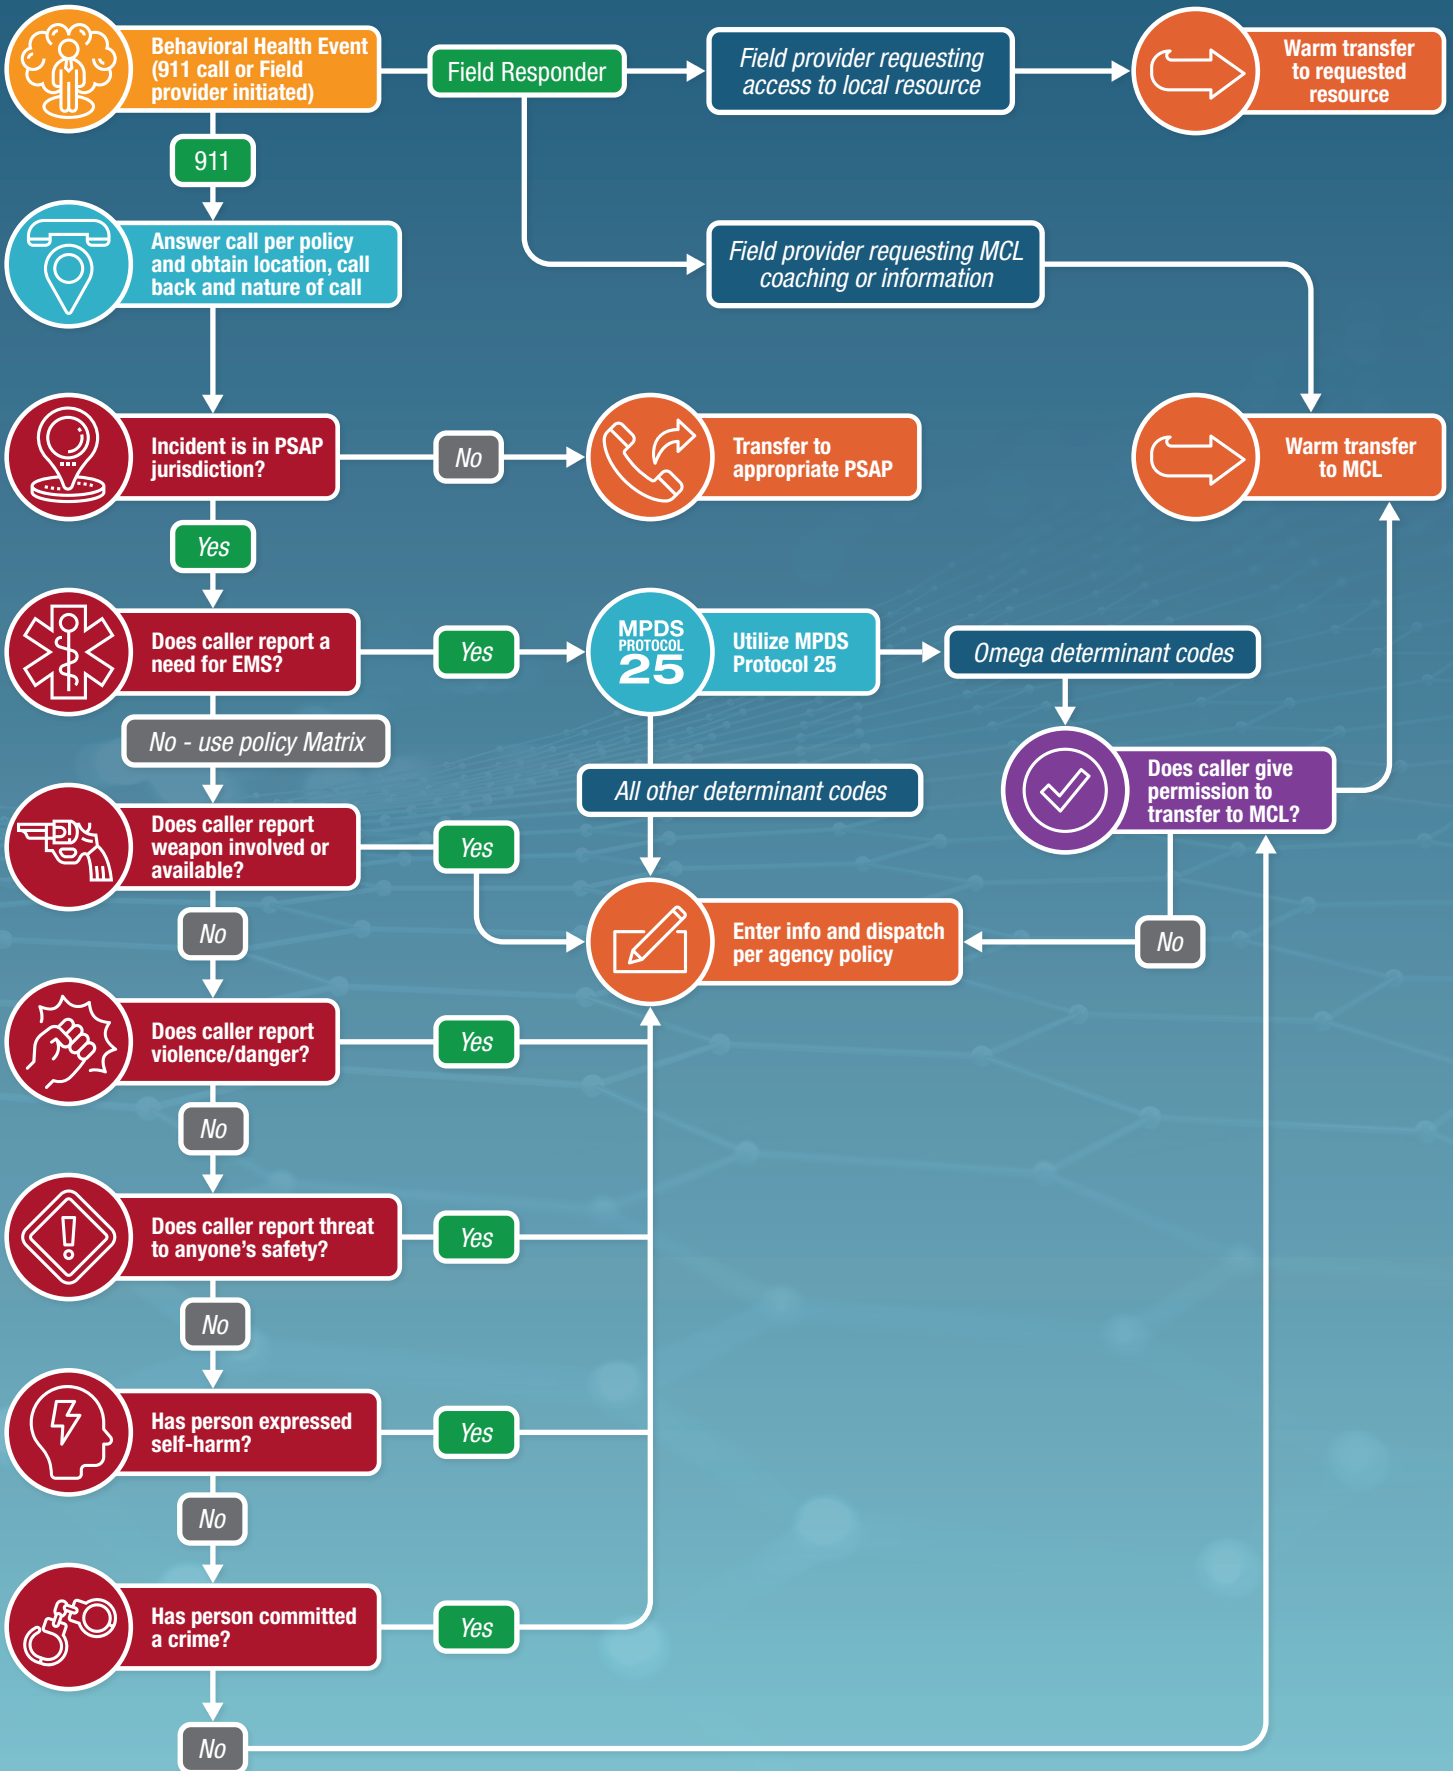 Behavioral Health Event
(911 call or Field
provider initiated)
Field Responder
Field provider requesting
access to local resource
Warm transfer
to requested
resource
911
Answer call per policy
and obtain location, call
back and nature of call
Field provider requesting MCL
coaching or information
Incident is in PSAP
jurisdiction?
No
Transfer to
appropriate PSAP
Warm transfer
to MCL
Yes
Does caller report a
need for EMS?
Yes
MPDS
PROTOCOL
25
Utilize MPDS
Protocol 25
Omega determinant codes
No - use policy Matrix
All other determinant codes
Does caller give
permission to
transfer to MCL?
Does caller report
weapon involved or
available?
Yes
No
Enter info and dispatch
per agency policy
No
Does caller report
violence/danger?
Yes
No
Does caller report threat
to anyone's safety?
Yes
No
Has person expressed
self-harm?
Yes
No
Has person committed
a crime?
Yes
No